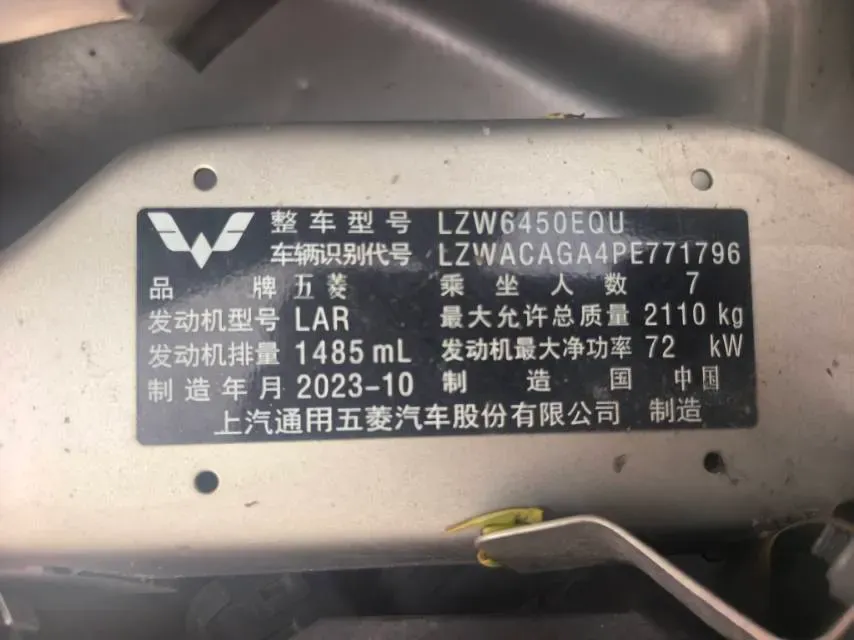 整车型号 LZW6450EQU
车辆识别代号 LZWACAGA4PE771796
品牌 五菱 乘坐人数 7
发动机型号 LAR 最大允许总质量 2110 kg
发动机排量 1485 mL 发动机最大净功率 72 kW
制造年月 2023-10 制造国 中国
上汽通用五菱汽车股份有限公司 制造